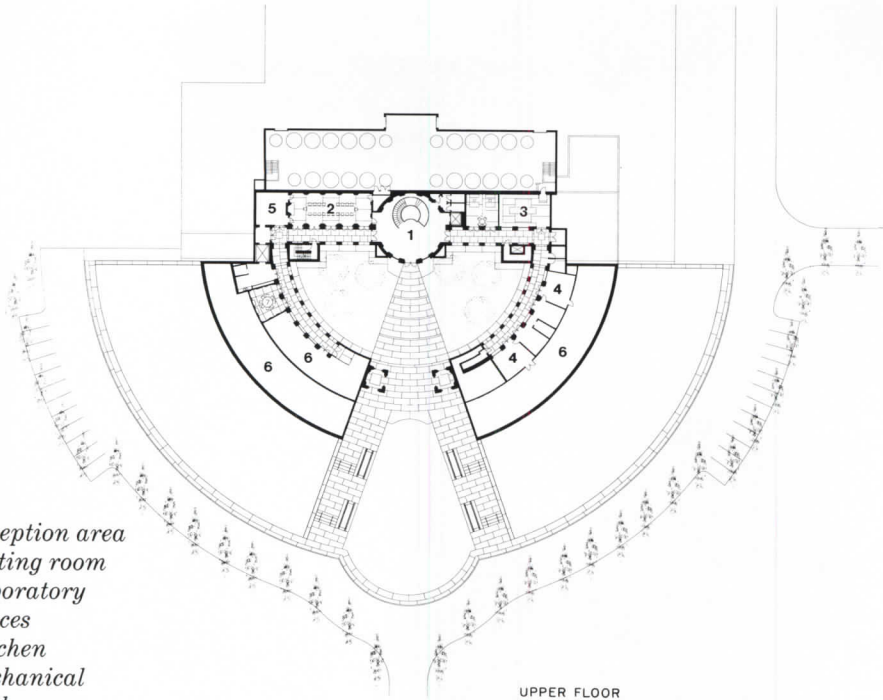 5
2
1
3
4
4
6
6
6
eption area
ting room
oratory
ces
chen
chanical
UPPER FLOOR